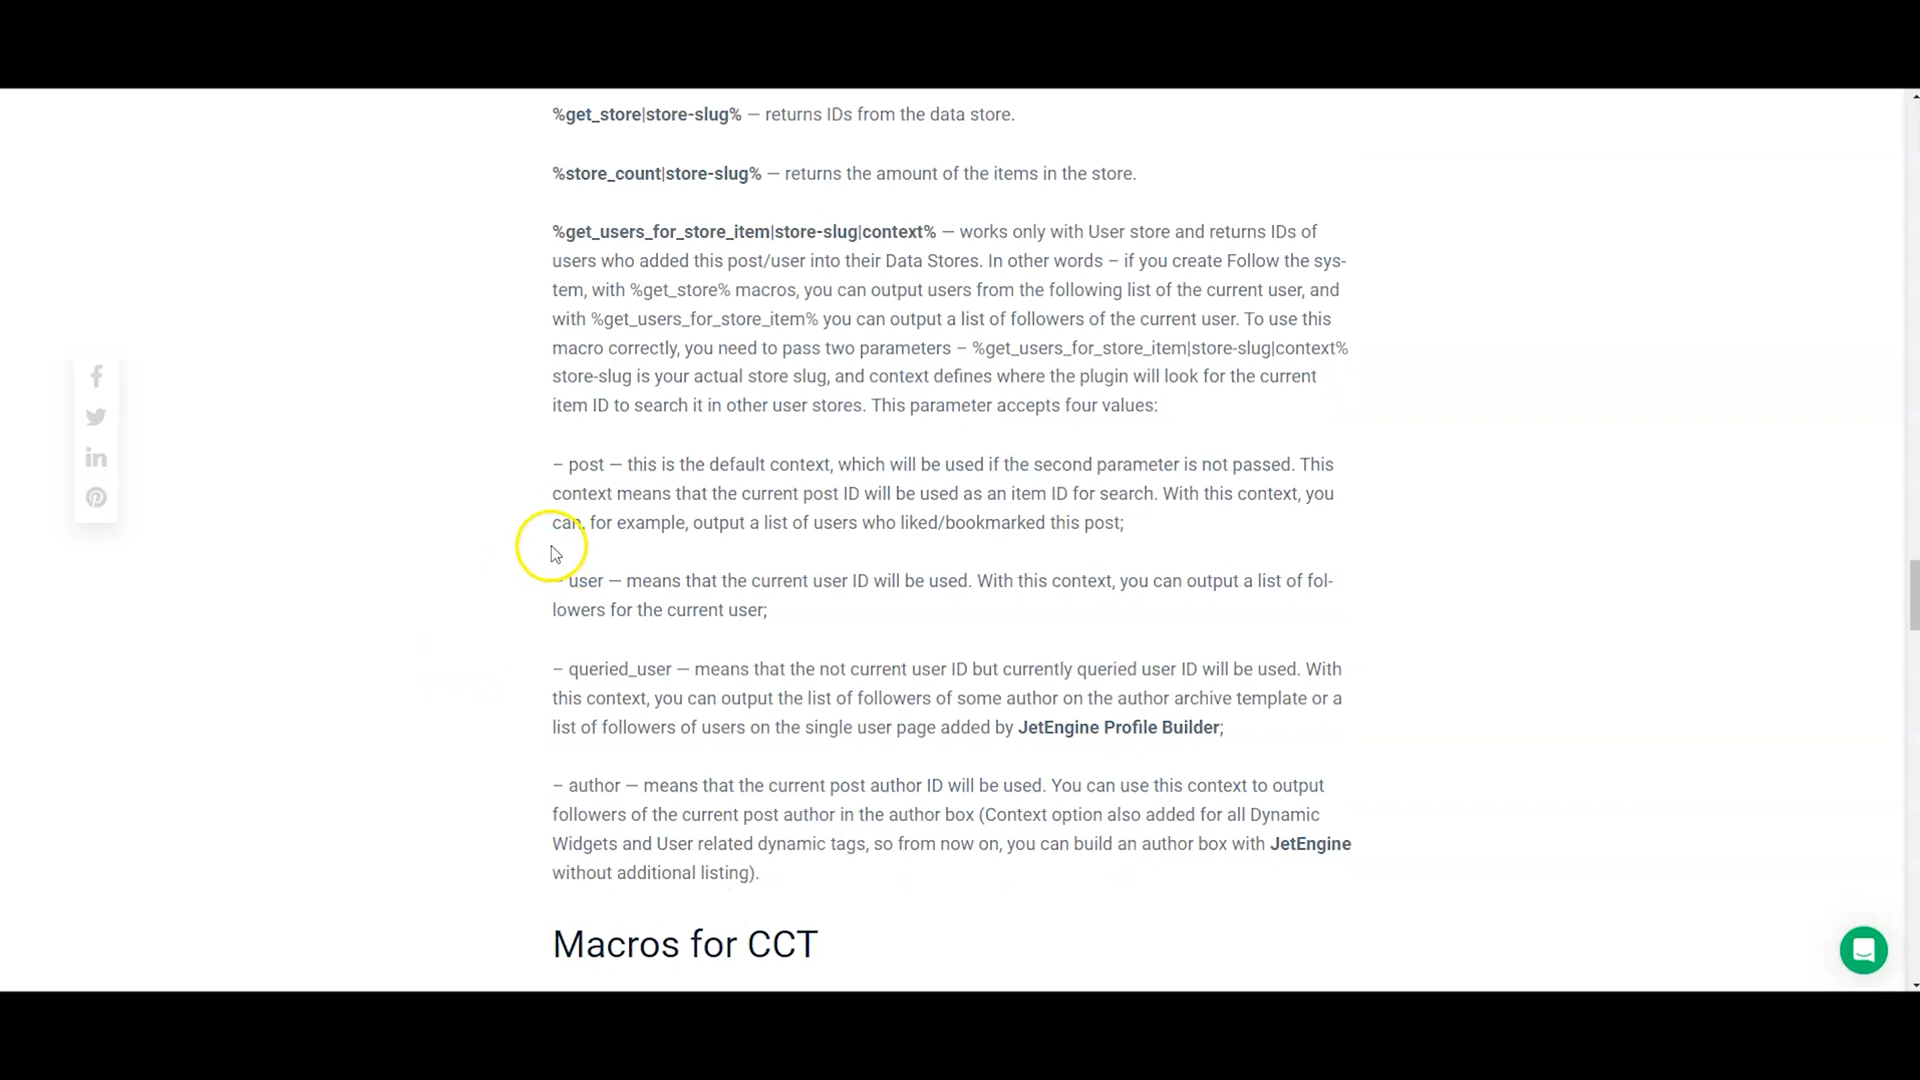 %get_store|store-slug% — returns IDs from the data store.
%store_count|store-slug% — returns the amount of the items in the store.
%get_users_for_store_item|store-slug|context% — works only with User store and returns IDs of
users who added this post/user into their Data Stores. In other words – if you create Follow the sys-
tem, with %get_store% macros, you can output users from the following list of the current user, and
with %get_users_for_store_item% you can output a list of followers of the current user. To use this
macro correctly, you need to pass two parameters – %get_users_for_store_item|store-slug|context%
store-slug is your actual store slug, and context defines where the plugin will look for the current
item ID to search it in other user stores. This parameter accepts four values:
– post — this is the default context, which will be used if the second parameter is not passed. This
context means that the current post ID will be used as an item ID for search. With this context, you
can, for example, output a list of users who liked/bookmarked this post;
– user — means that the current user ID will be used. With this context, you can output a list of fol-
lowers for the current user;
– queried_user — means that the not current user ID but currently queried user ID will be used. With
this context, you can output the list of followers of some author on the author archive template or a
list of followers of users on the single user page added by JetEngine Profile Builder;
– author — means that the current post author ID will be used. You can use this context to output
followers of the current post author in the author box (Context option also added for all Dynamic
Widgets and User related dynamic tags, so from now on, you can build an author box with JetEngine
without additional listing).
Macros for CCT